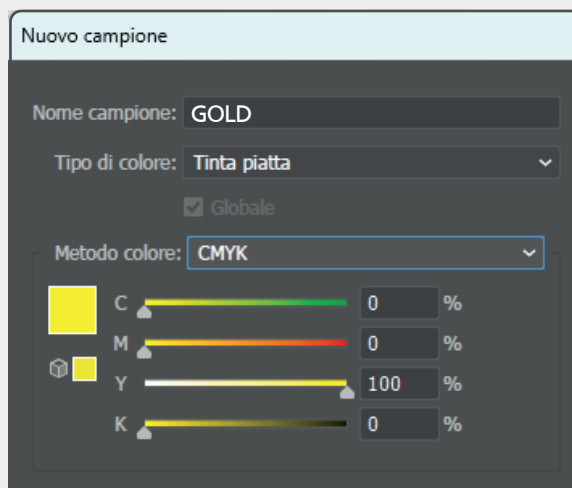 Nuovo campione
Nome campione: GOLD
Tipo di colore: Tinta piatta
Globale
Metodo colore: CMYK
C 0 %
M 0 %
Y 100 %
K 0 %